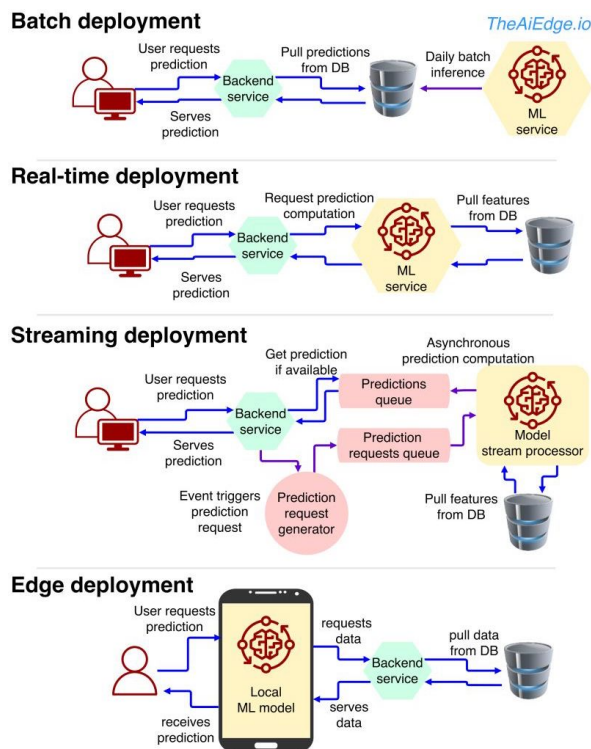 Batch deployment
TheAiEdge.io
User requests
prediction
Backend
service
Serves
prediction
Pull predictions
from DB
Daily batch
inference
ML
service
Real-time deployment
User requests
prediction
Backend
service
Serves
prediction
Request prediction
computation
ML
service
Pull features
from DB
Streaming deployment
User requests
prediction
Backend
service
Serves
prediction
Get prediction
if available
Predictions
queue
Asynchronous
prediction computation
Prediction
requests queue
Model
stream processor
Event triggers
prediction
request
Prediction
request
generator
Pull features
from DB
Edge deployment
User requests
prediction
receives
prediction
Local
ML model
requests
data
serves
data
Backend
service
pull data
from DB